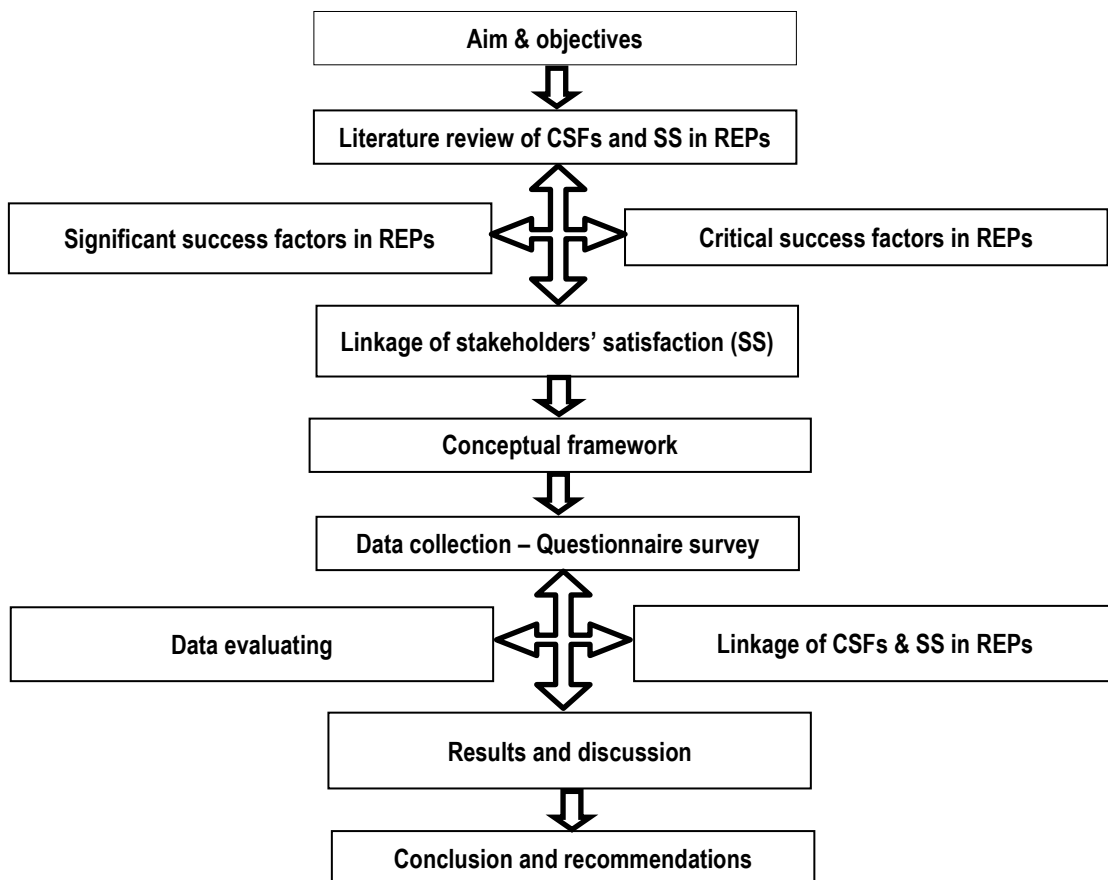 Aim & objectives
Literature review of CSFs and SS in REPs
Significant success factors in REPs
Critical success factors in REPs
Linkage of stakeholders’ satisfaction (SS)
Conceptual framework
Data collection – Questionnaire survey
Data evaluating
Linkage of CSFs & SS in REPs
Results and discussion
Conclusion and recommendations